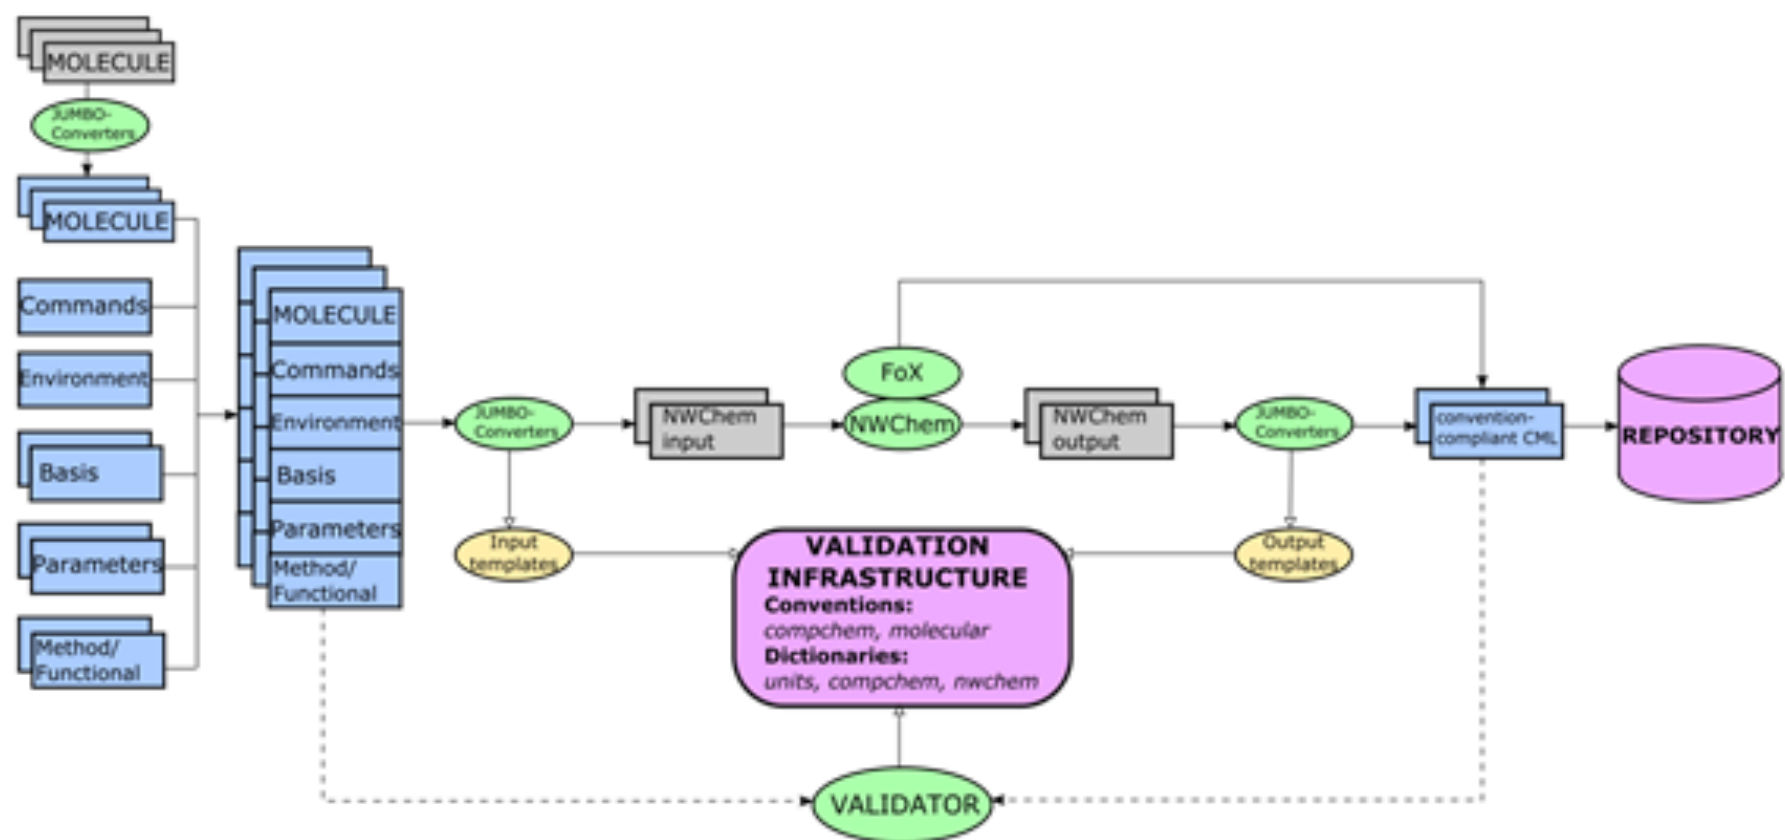 MOLECULE
JUMBO-
Converters
MOLECULE
Commands
Environment
Basis
Parameters
Method/
Functional
MOLECULE
Commands
Environment
Basis
Parameters
Method/
Functional
JUMBO-
Converters
Input
templates
NWChem
input
FoX
NWChem
NWChem
output
JUMBO-
Converters
Output
templates
convention-
compliant CML
REPOSITORY
VALIDATION
INFRASTRUCTURE
Conventions:
compchem, molecular
Dictionaries:
units, compchem, nwchem
VALIDATOR